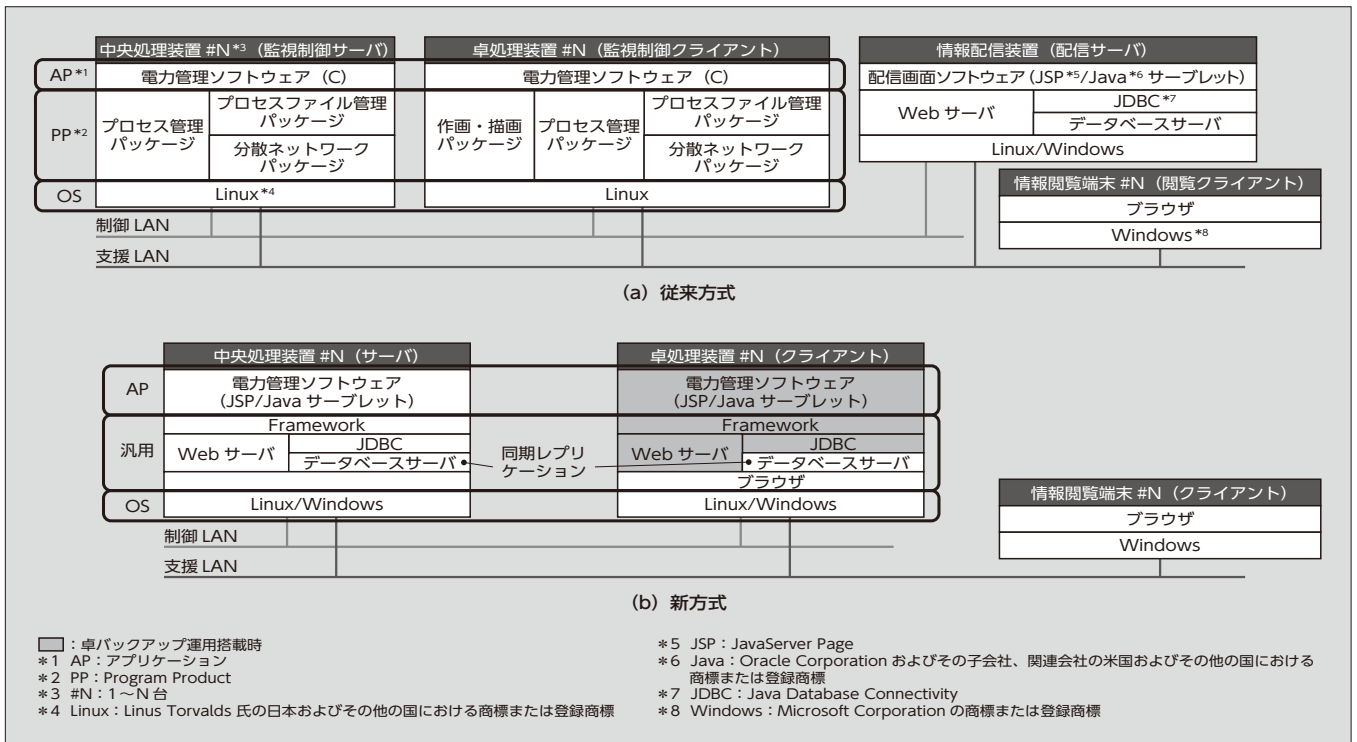 中央処理装置 #N*3（監視制御サーバ）
卓処理装置 #N（監視制御クライアント）
情報配信装置（配信サーバ）
AP*1
電力管理ソフトウェア（C）
電力管理ソフトウェア（C）
配信画面ソフトウェア（JSP*5/Java*6 サーブレット）
PP*2
プロセス管理
パッケージ
プロセスファイル管理
パッケージ
分散ネットワーク
パッケージ
作画・描画
パッケージ
プロセス管理
パッケージ
プロセスファイル管理
パッケージ
分散ネットワーク
パッケージ
Web サーバ
JDBC*7
データベースサーバ
Linux/Windows
OS
Linux*4
Linux
情報閲覧端末 #N（閲覧クライアント）
ブラウザ
Windows*8
制御 LAN
支援 LAN
(a) 従来方式
中央処理装置 #N（サーバ）
卓処理装置 #N（クライアント）
AP
電力管理ソフトウェア
（JSP/Java サーブレット）
電力管理ソフトウェア
（JSP/Java サーブレット）
汎用
Framework
Web サーバ
JDBC
データベースサーバ
同期レプリ
ケーション
Framework
Web サーバ
JDBC
データベースサーバ
ブラウザ
OS
Linux/Windows
Linux/Windows
情報閲覧端末 #N（クライアント）
ブラウザ
Windows
制御 LAN
支援 LAN
(b) 新方式
：卓バックアップ運用搭載時
*1 AP：アプリケーション
*2 PP：Program Product
*3 #N：1～N 台
*4 Linux：Linus Torvalds 氏の日本およびその他の国における商標または登録商標
*5 JSP：JavaServer Page
*6 Java：Oracle Corporation およびその子会社、関連会社の米国およびその他の国における
商標または登録商標
*7 JDBC：Java Database Connectivity
*8 Windows：Microsoft Corporation の商標または登録商標